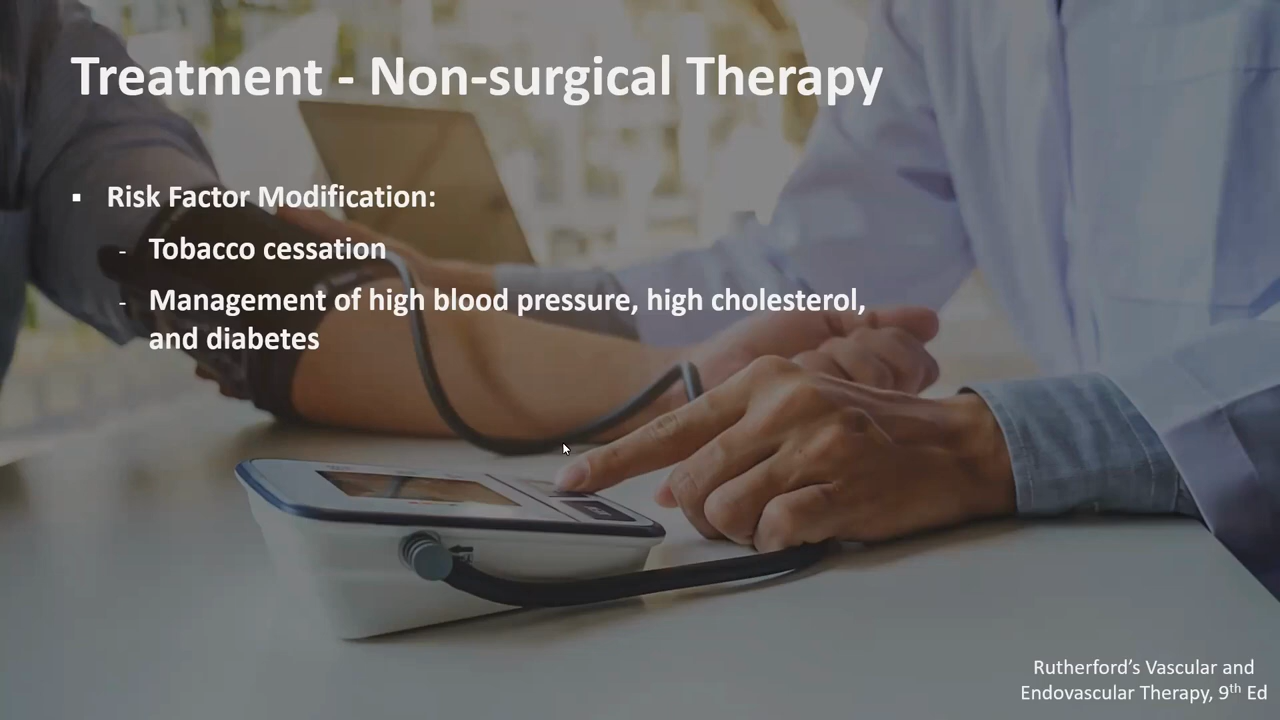 Treatment - Non-surgical Therapy
▪ Risk Factor Modification:
- Tobacco cessation
- Management of high blood pressure, high cholesterol,
and diabetes
Rutherford’s Vascular and
Endovascular Therapy, 9th Ed